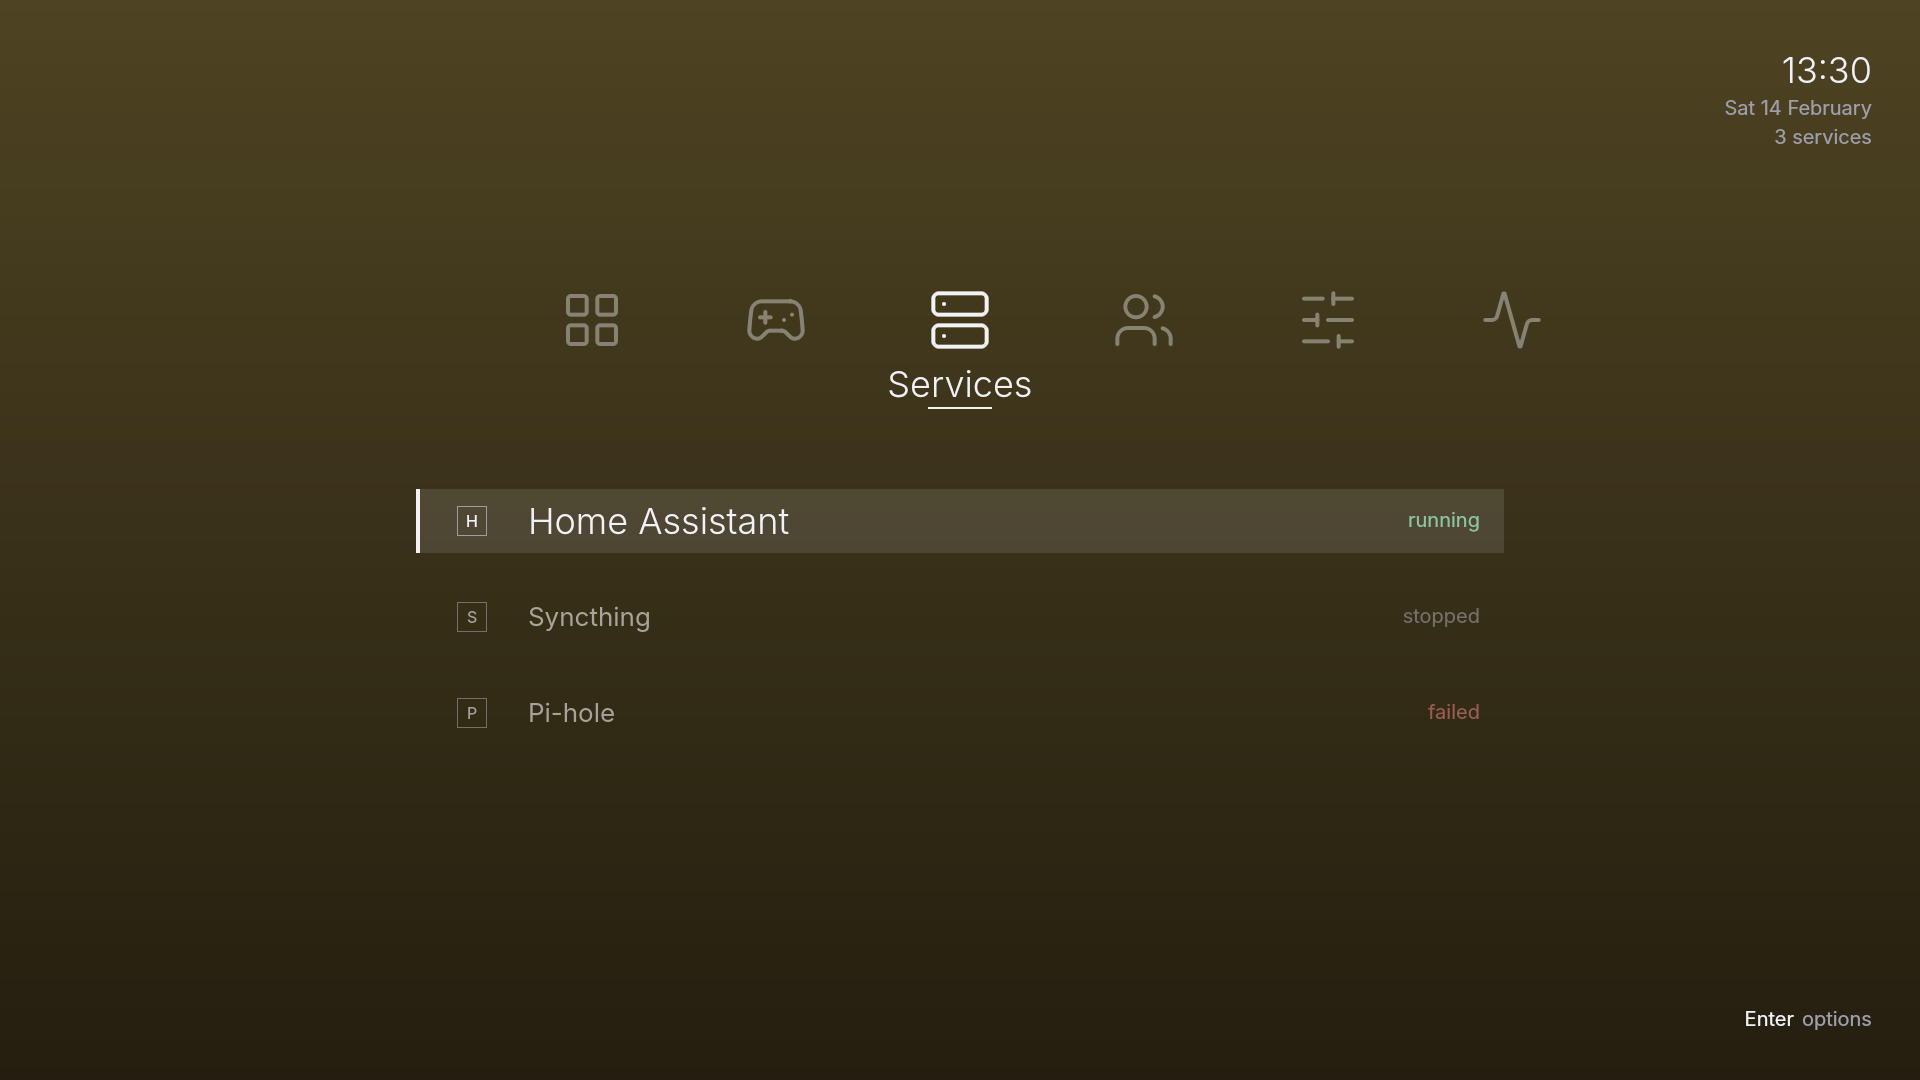 13:30
Sat 14 February
3 services
Services
H Home Assistant running
S Syncthing stopped
P Pi-hole failed
Enter options